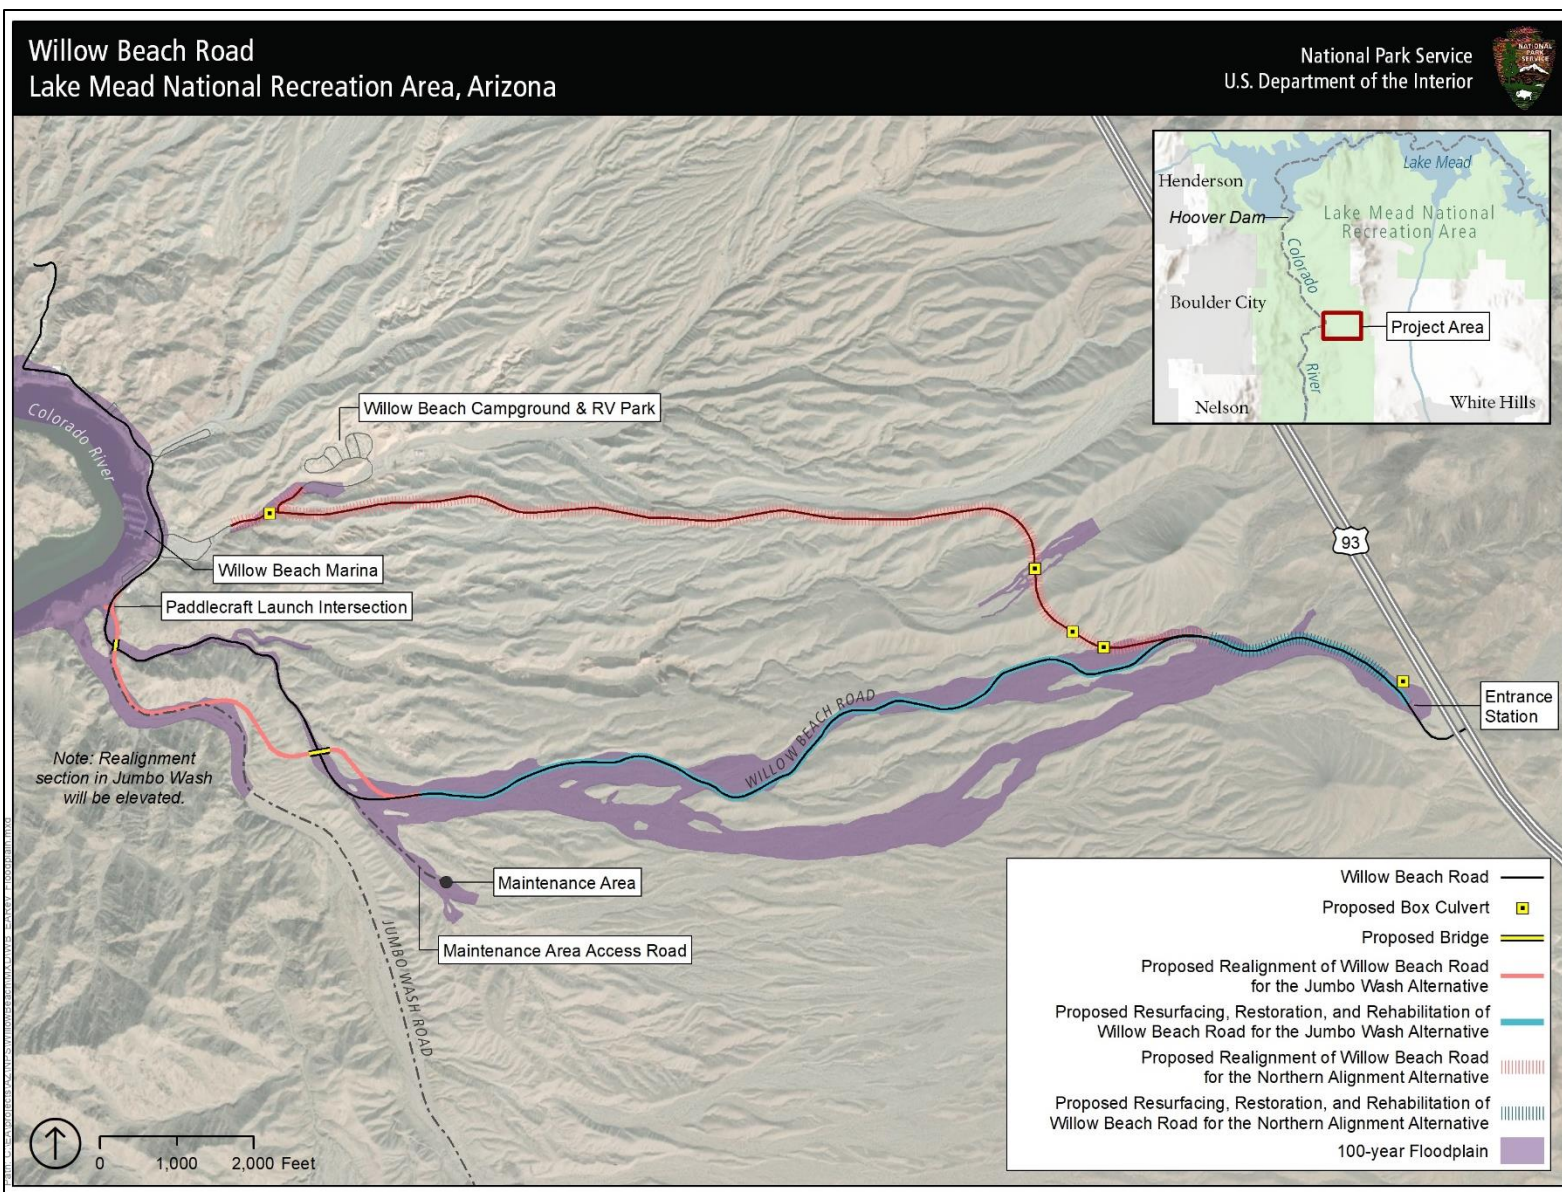 Willow Beach Road
Lake Mead National Recreation Area, Arizona
National Park Service
U.S. Department of the Interior
NATIONAL
PARK
SERVICE
Lake Mead
Henderson
Hoover Dam
Lake Mead National
Recreation Area
Colorado
Boulder City
Project Area
River
Nelson
White Hills
Colorado River
Willow Beach Campground & RV Park
93
Willow Beach Marina
Paddlecraft Launch Intersection
WILLOW BEACH ROAD
Entrance
Station
Note: Realignment
section in Jumbo Wash
will be elevated.
Maintenance Area
Maintenance Area Access Road
JUMBO WASH ROAD
Willow Beach Road
Proposed Box Culvert
Proposed Bridge
Proposed Realignment of Willow Beach Road
for the Jumbo Wash Alternative
Proposed Resurfacing, Restoration, and Rehabilitation of
Willow Beach Road for the Jumbo Wash Alternative
Proposed Realignment of Willow Beach Road
for the Northern Alignment Alternative
Proposed Resurfacing, Restoration, and Rehabilitation of
Willow Beach Road for the Northern Alignment Alternative
100-year Floodplain
0 1,000 2,000 Feet